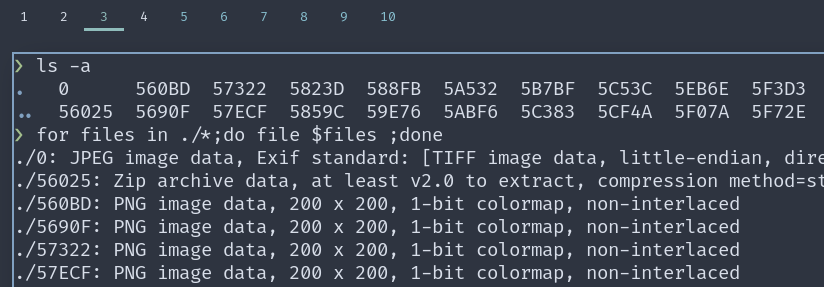 1 2 3 4 5 6 7 8 9 10
❯ ls -a
. 0 560BD 57322 5823D 588FB 5A532 5B7BF 5C53C 5EB6E 5F3D3
.. 56025 5690F 57ECF 5859C 59E76 5ABF6 5C383 5CF4A 5F07A 5F72E
❯ for files in ./*;do file $files ;done
./0: JPEG image data, Exif standard: [TIFF image data, little-endian, dire
./56025: Zip archive data, at least v2.0 to extract, compression method=st
./560BD: PNG image data, 200 x 200, 1-bit colormap, non-interlaced
./5690F: PNG image data, 200 x 200, 1-bit colormap, non-interlaced
./57322: PNG image data, 200 x 200, 1-bit colormap, non-interlaced
./57ECF: PNG image data, 200 x 200, 1-bit colormap, non-interlaced